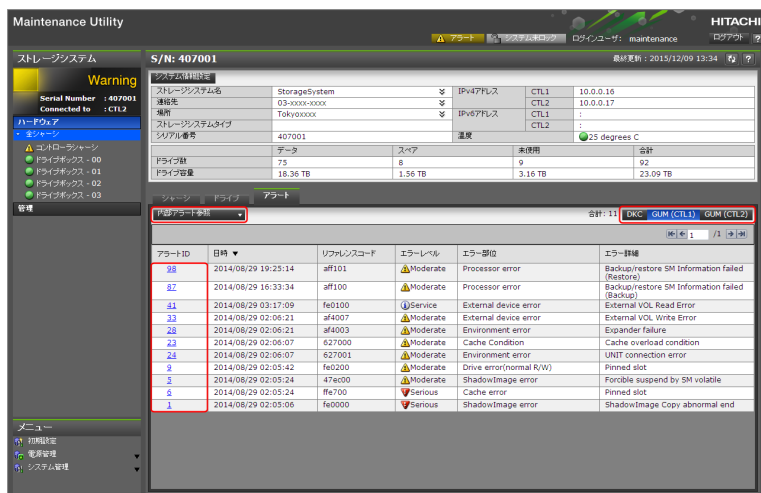 Maintenance Utility
HITACHI
アラート システム未ロック ログインユーザ: maintenance ログアウト ?
ストレージシステム
S/N: 407001
最終更新 : 2015/12/09 13:34 ?
Warning
Serial Number : 407001
Connected to : CTL2
ハードウェア
全シャーシ
コントローラシャーシ
ドライブボックス - 00
ドライブボックス - 01
ドライブボックス - 02
ドライブボックス - 03
管理
メニュー
初期設定
電源管理
システム管理
システム情報設定
ストレージシステム名 StorageSystem IPv4アドレス CTL1 10.0.0.16
連絡先 03-xxxx-xxxx CTL2 10.0.0.17
場所 Tokyoxxxx IPv6アドレス CTL1 :
ストレージシステムタイプ CTL2 :
シリアル番号 407001 温度 25 degrees C
データ スペア 未使用 合計
ドライブ数 75 8 9 92
ドライブ容量 18.36 TB 1.56 TB 3.16 TB 23.09 TB
シャーシ ドライブ アラート
内部アラート参照 合計: 11 DKC GUM (CTL1) GUM (CTL2)
1 /1
アラートID 日時 ▼ リファレンスコード エラーレベル エラー部位 エラー詳細
98 2014/08/29 19:25:14 aff101 Moderate Processor error Backup/restore SM Information failed
(Restore)
87 2014/08/29 16:33:34 aff100 Moderate Processor error Backup/restore SM Information failed
(Backup)
41 2014/08/29 03:17:09 fe0100 Service External device error External VOL Read Error
33 2014/08/29 02:06:21 af4007 Moderate External device error External VOL Write Error
28 2014/08/29 02:06:21 af4003 Moderate Environment error Expander failure
23 2014/08/29 02:06:07 627000 Moderate Cache Condition Cache overload condition
24 2014/08/29 02:06:07 627001 Moderate Environment error UNIT connection error
9 2014/08/29 02:05:42 fe0200 Moderate Drive error(normal R/W) Pinned slot
5 2014/08/29 02:05:24 47ec00 Moderate ShadowImage error Forcible suspend by SM volatile
6 2014/08/29 02:05:24 ffe700 Serious Cache error Pinned slot
1 2014/08/29 02:05:06 fe0000 Serious ShadowImage error ShadowImage Copy abnormal end